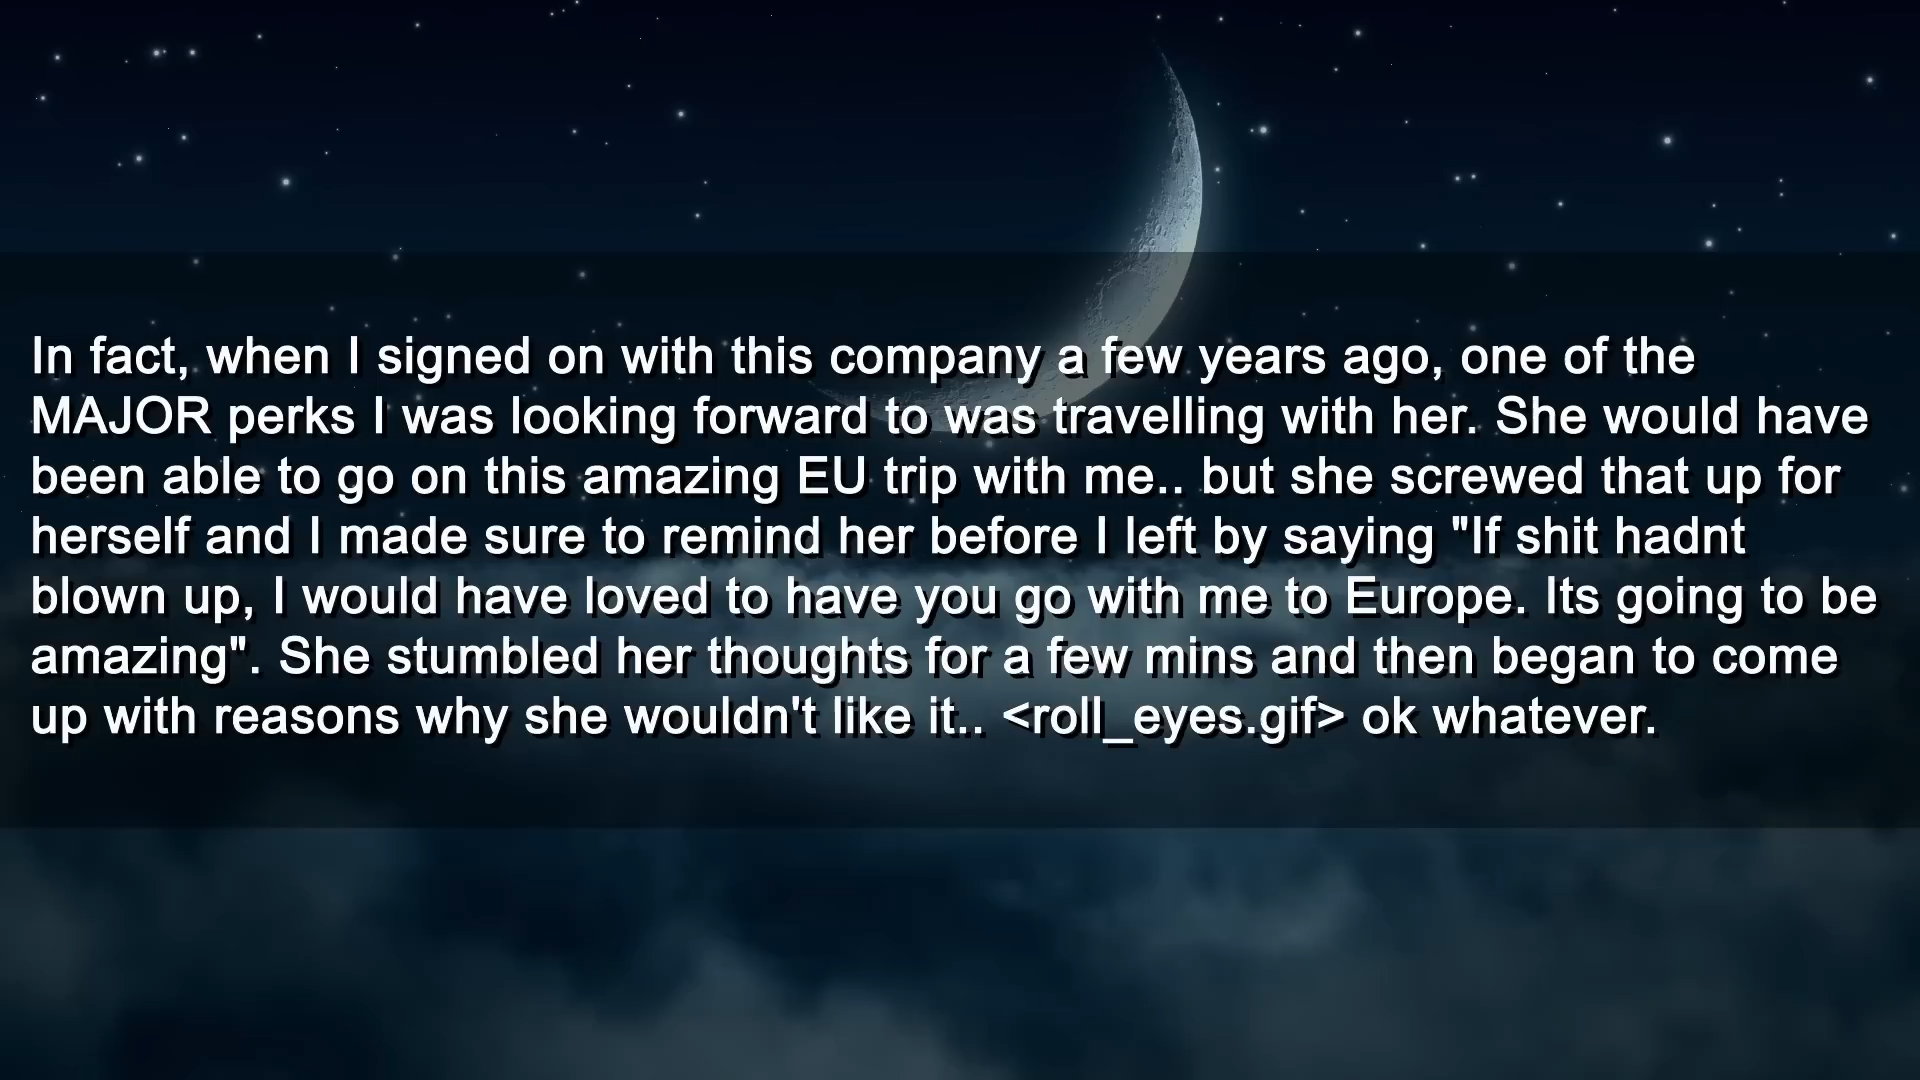 In fact, when I signed on with this company a few years ago, one of the
MAJOR perks I was looking forward to was travelling with her. She would have
been able to go on this amazing EU trip with me.. but she screwed that up for
herself and I made sure to remind her before I left by saying "If shit hadnt
blown up, I would have loved to have you go with me to Europe. Its going to be
amazing". She stumbled her thoughts for a few mins and then began to come
up with reasons why she wouldn't like it.. <roll_eyes.gif> ok whatever.